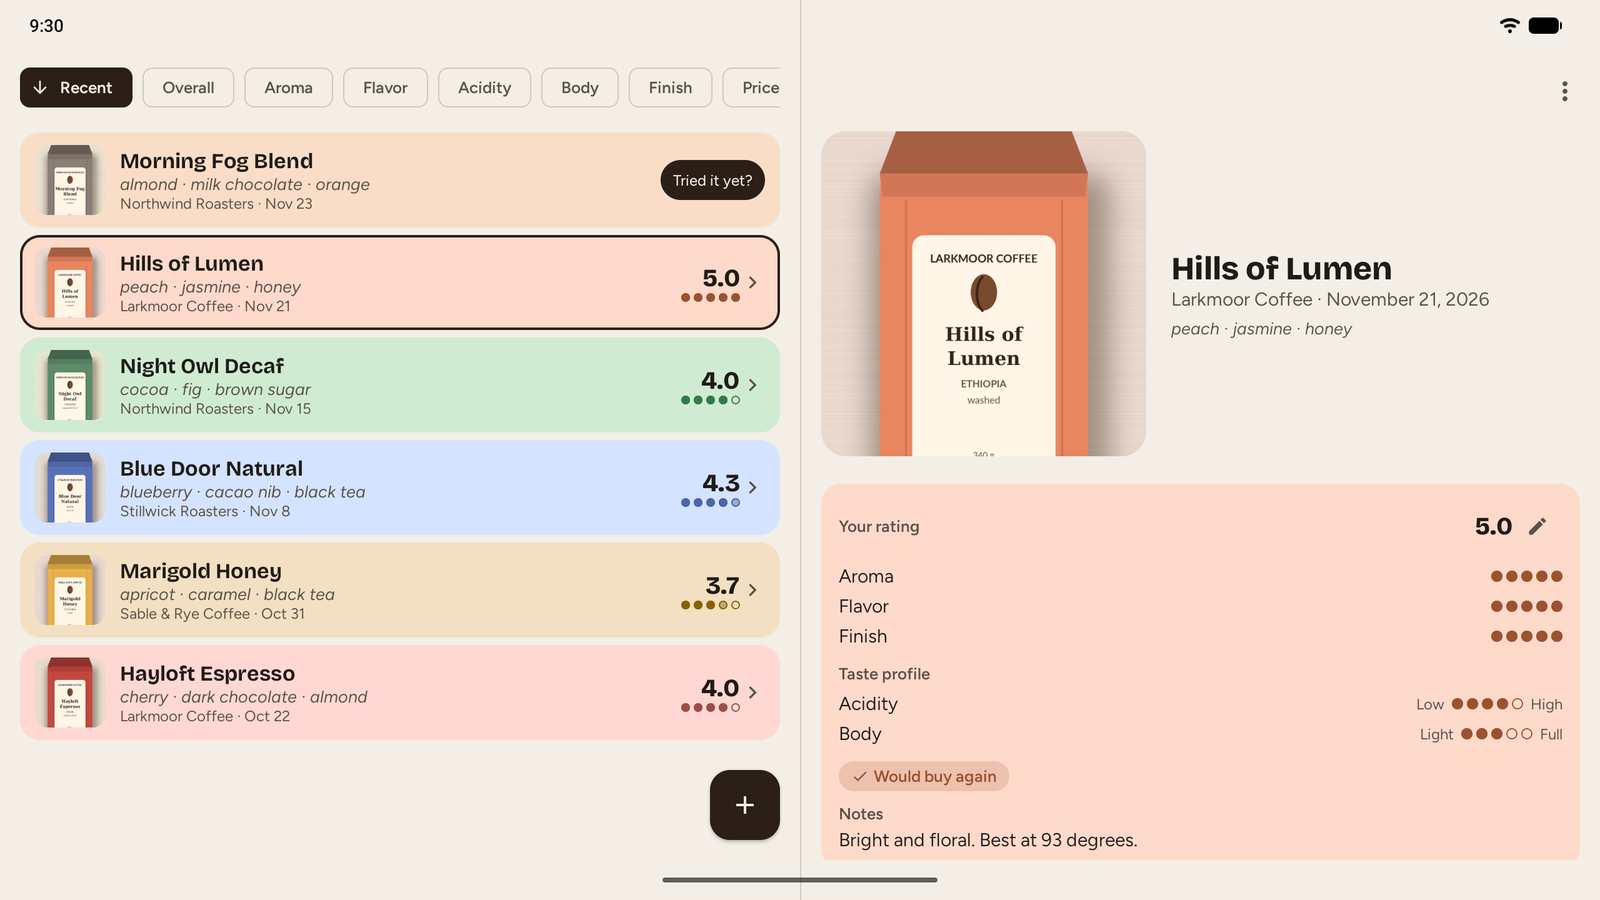 9:30
Recent
Overall
Aroma
Flavor
Acidity
Body
Finish
Price
Morning Fog Blend
almond · milk chocolate · orange
Northwind Roasters · Nov 23
Tried it yet?
Hills of Lumen
peach · jasmine · honey
Larkmoor Coffee · Nov 21
5.0
Night Owl Decaf
cocoa · fig · brown sugar
Northwind Roasters · Nov 15
4.0
Blue Door Natural
blueberry · cacao nib · black tea
Stillwick Roasters · Nov 8
4.3
Marigold Honey
apricot · caramel · black tea
Sable & Rye Coffee · Oct 31
3.7
Hayloft Espresso
cherry · dark chocolate · almond
Larkmoor Coffee · Oct 22
4.0
LARKMOOR COFFEE
Hills of
Lumen
ETHIOPIA
washed
Hills of Lumen
Larkmoor Coffee · November 21, 2026
peach · jasmine · honey
Your rating
5.0
Aroma
Flavor
Finish
Taste profile
Acidity
Low
High
Body
Light
Full
Would buy again
Notes
Bright and floral. Best at 93 degrees.